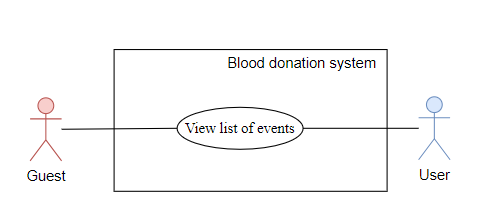 Blood donation system
View list of events
Guest
User